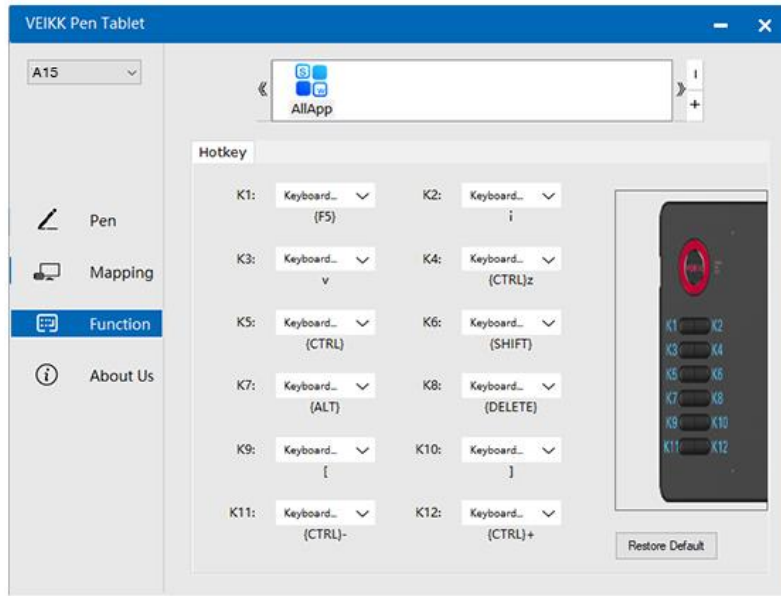 VEIKK Pen Tablet
A15
AllApp
Hotkey
Pen
Mapping
Function
About Us
K1: Keyboard... K2: Keyboard...
{F5} i
K3: Keyboard... K4: Keyboard...
v {CTRL}z
K5: Keyboard... K6: Keyboard...
{CTRL} {SHIFT}
K7: Keyboard... K8: Keyboard...
{ALT} {DELETE}
K9: Keyboard... K10: Keyboard...
[ ]
K11: Keyboard... K12: Keyboard...
{CTRL}- {CTRL}+
K1 K2
K3 K4
K5 K6
K7 K8
K9 K10
K11 K12
Restore Default